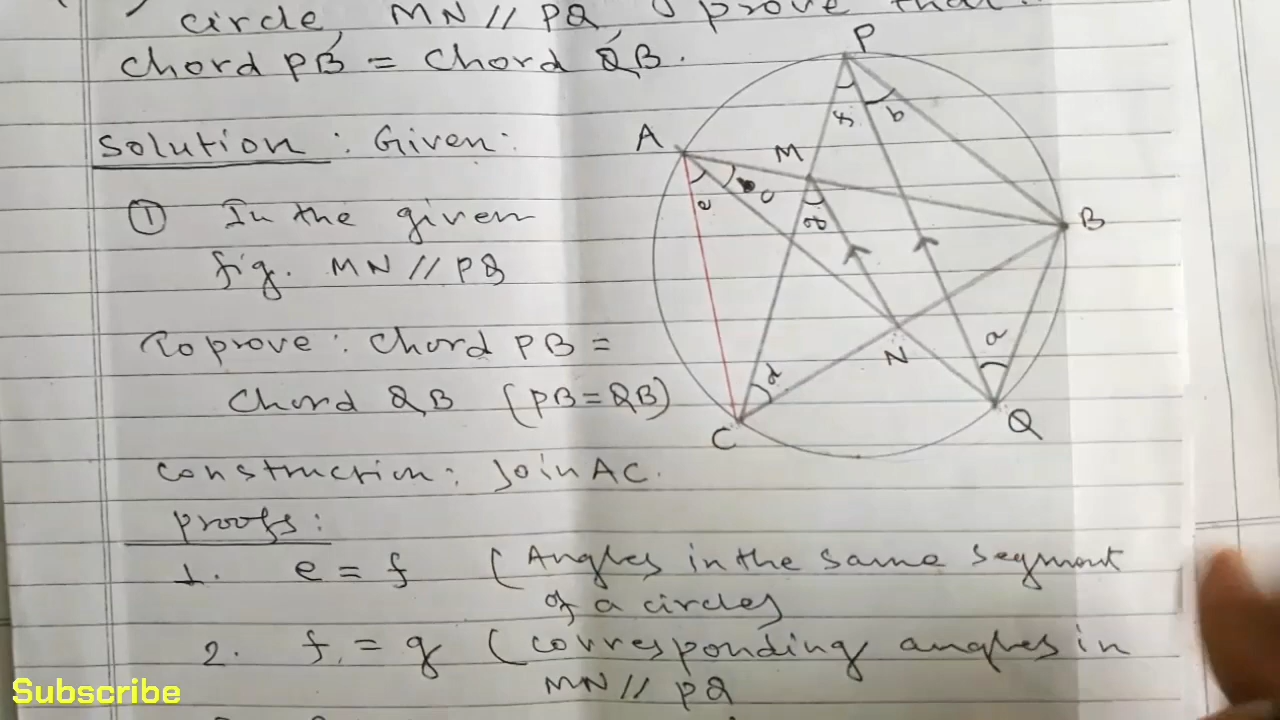 circle, MN // PQ, prove that
chord PB = chord QB.
Solution : Given :
① In the given
fig. MN // PQ
To prove : chord PB =
chord QB (PB = QB)
construction : Join AC.
proofs :
1. e = f (Angles in the same segment
of a circles
2. f = g (corresponding angles in
MN // PQ
P
A
M
B
N
Q
C
f
b
c
e
g
a
d
Subscribe